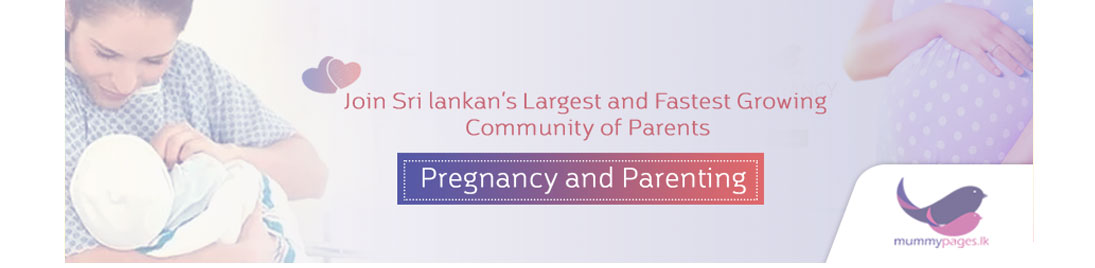 Join Sri lankan's Largest and Fastest Growing
Community of Parents
Pregnancy and Parenting
mummypages.lk